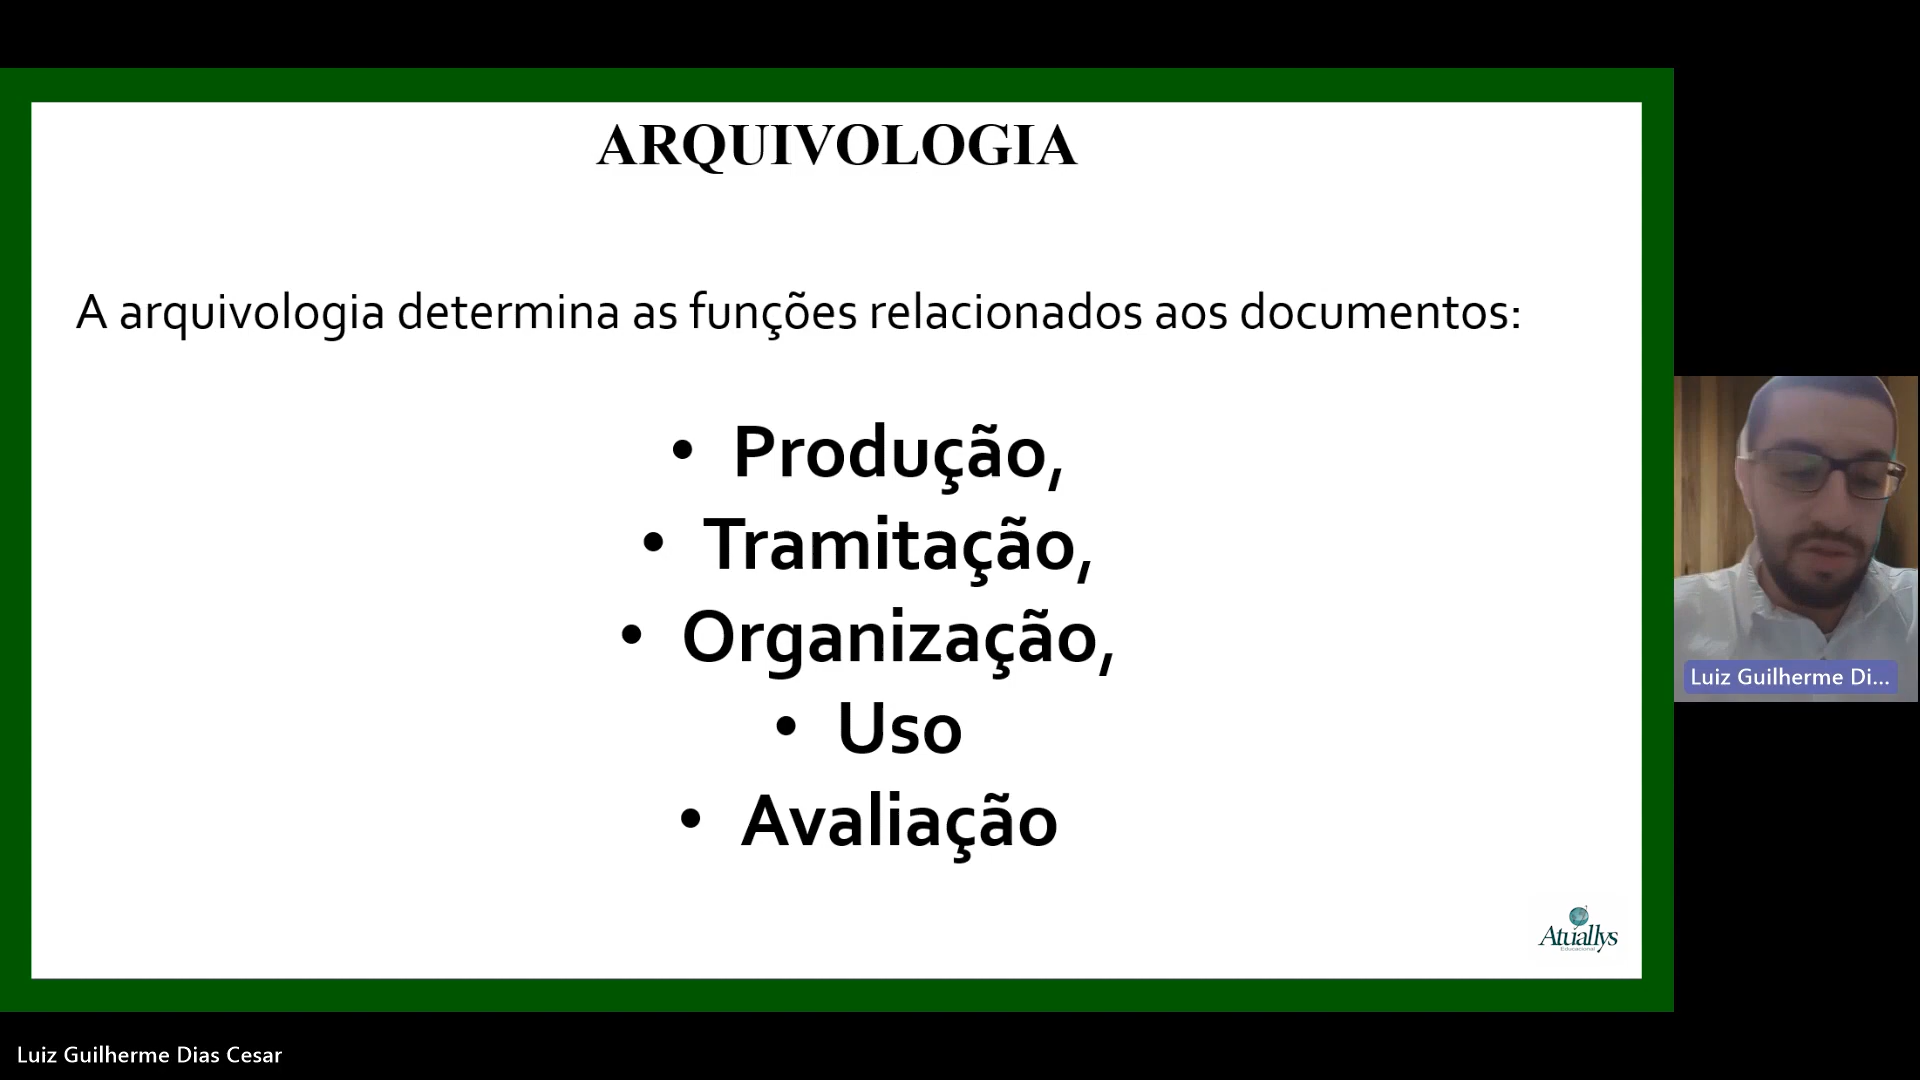 ARQUIVOLOGIA
A arquivologia determina as funções relacionados aos documentos:
• Produção,
• Tramitação,
• Organização,
• Uso
• Avaliação
Atuallys
Educacional
Luiz Guilherme Di...
Luiz Guilherme Dias Cesar